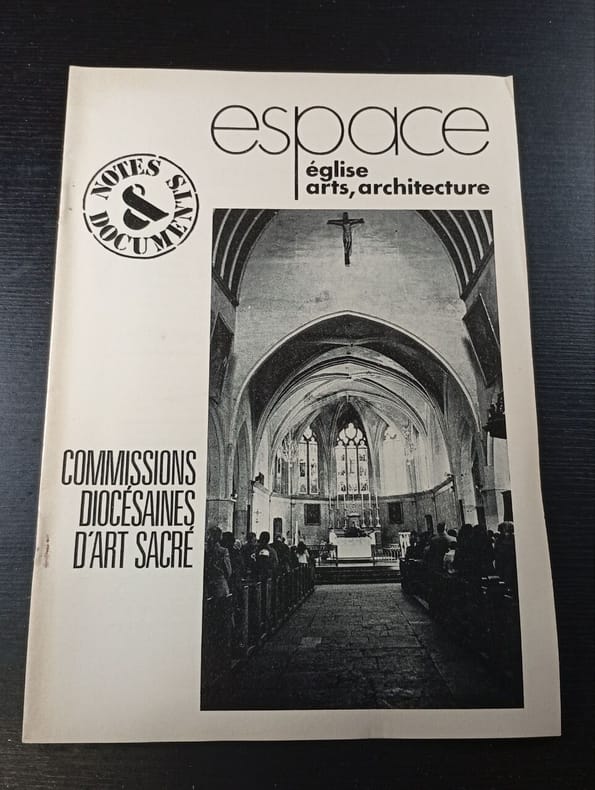 espace
église
arts, architecture
NOTES & DOCUMENTS
COMMISSIONS
DIOCÉSAINES
D'ART SACRÉ